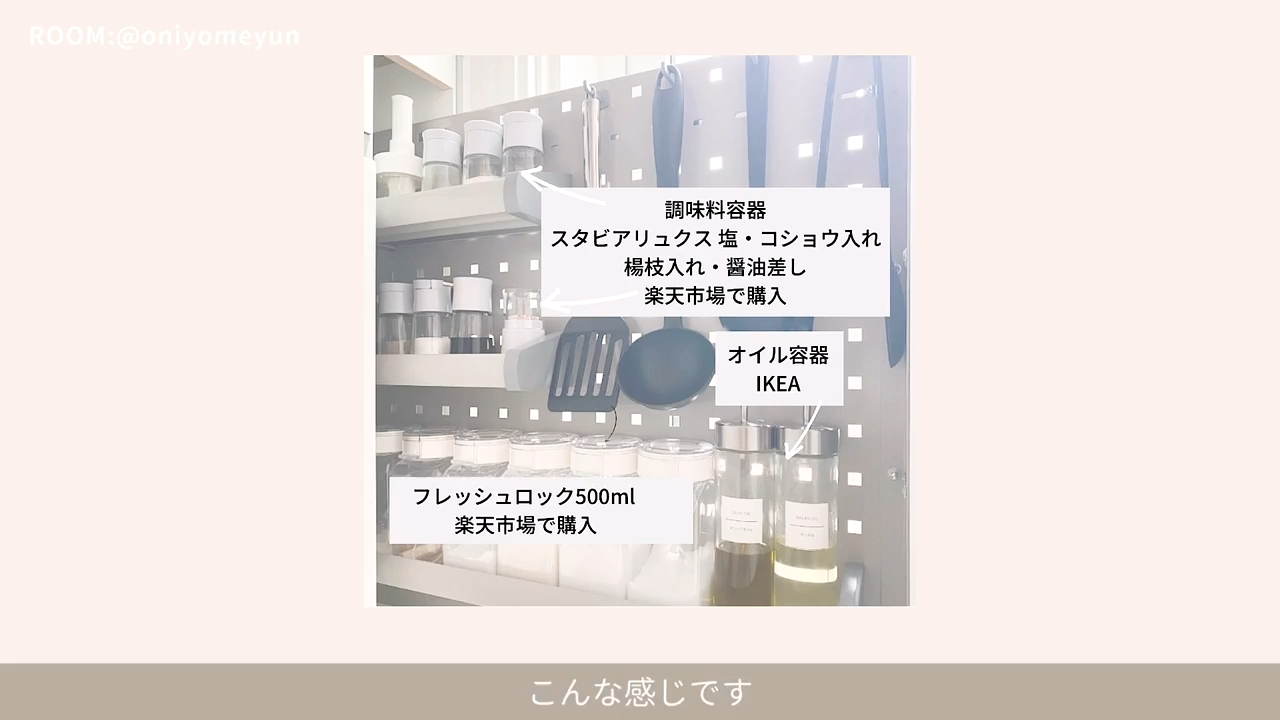 ROOM:@oniyomeyun
調味料容器
スタビアリュクス 塩・コショウ入れ
楊枝入れ・醤油差し
楽天市場で購入
オイル容器
IKEA
フレッシュロック500ml
楽天市場で購入
こんな感じです